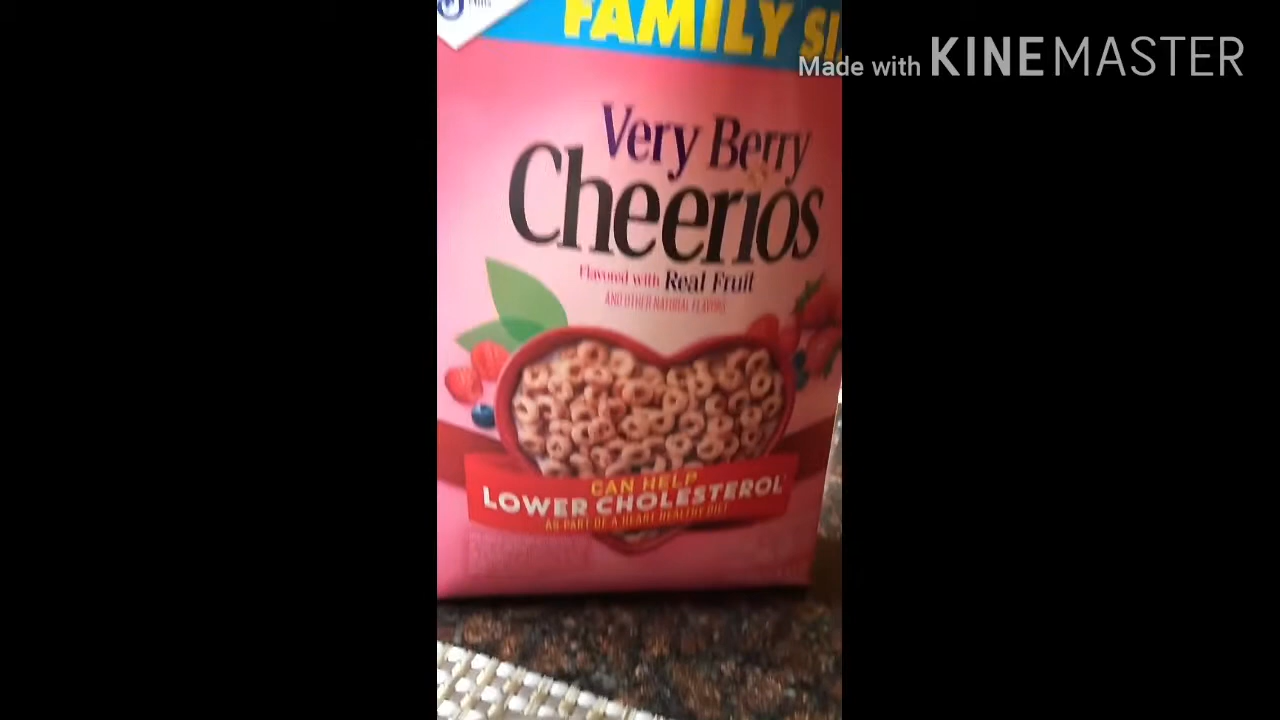 FAMILY SI
Made with KINEMASTER
Very Berry
Cheerios
Flavored with Real Fruit
AND OTHER NATURAL FLAVORS
CAN HELP
LOWER CHOLESTEROL
AS PART OF A HEART HEALTHY DIET